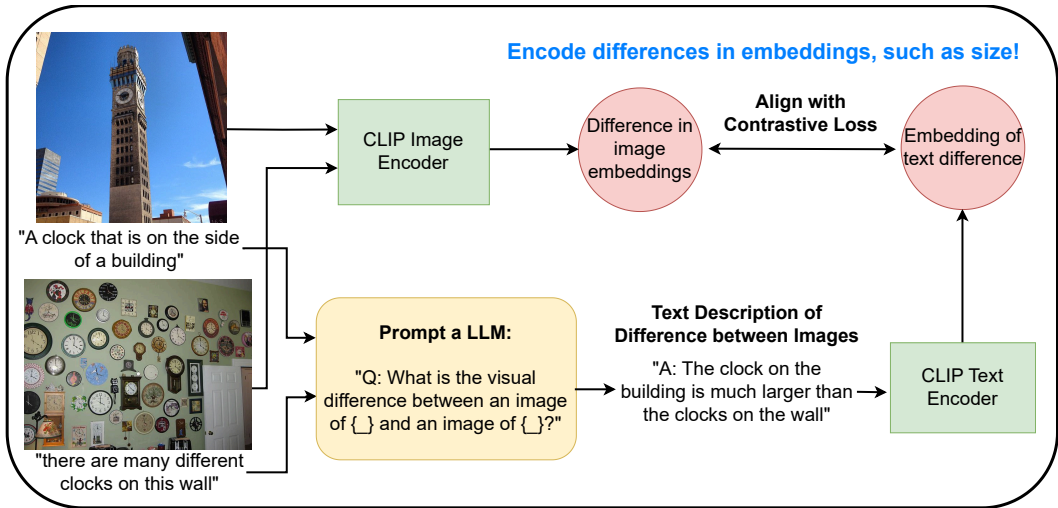 Encode differences in embeddings, such as size!
CLIP Image
Encoder
Difference in
image
embeddings
Align with
Contrastive Loss
Embedding of
text difference
"A clock that is on the side
of a building"
Prompt a LLM:
"Q: What is the visual
difference between an image
of {_} and an image of {_}?"
Text Description of
Difference between Images
"A: The clock on the
building is much larger than
the clocks on the wall"
CLIP Text
Encoder
"there are many different
clocks on this wall"